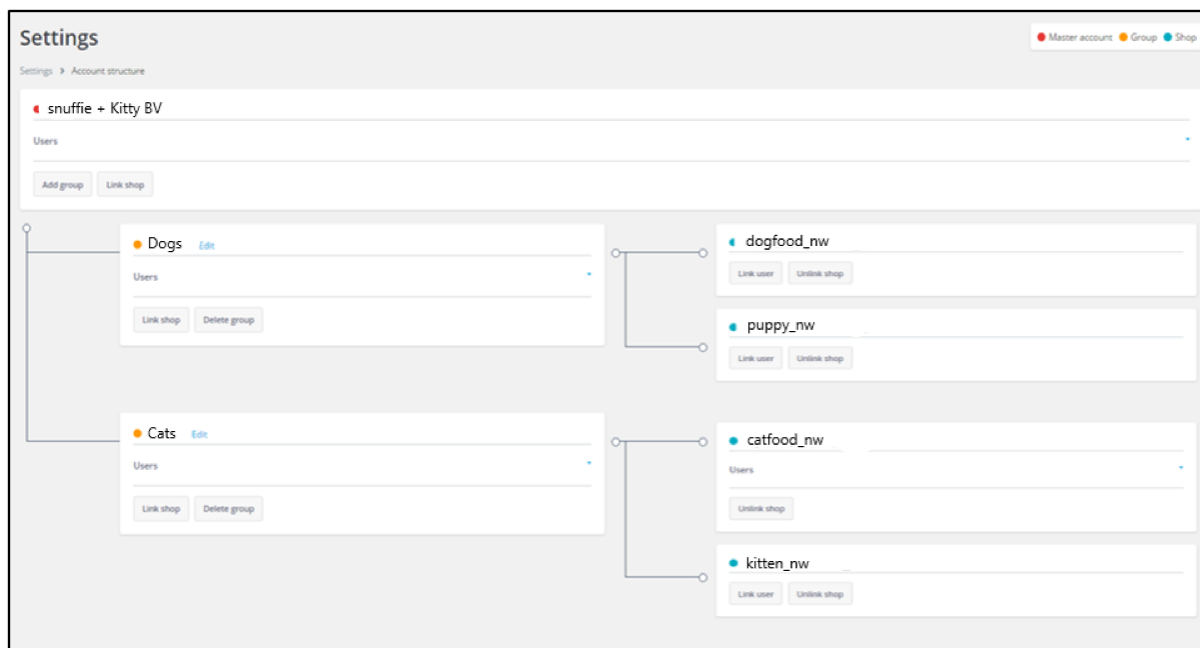 Settings
Master account Group Shop
Settings > Account structure
snuffie + Kitty BV
Users
Add group Link shop
Dogs Edit
Users
Link shop Delete group
dogfood_nw
Link user Unlink shop
puppy_nw
Link user Unlink shop
Cats Edit
Users
Link shop Delete group
catfood_nw
Users
Unlink shop
kitten_nw
Link user Unlink shop